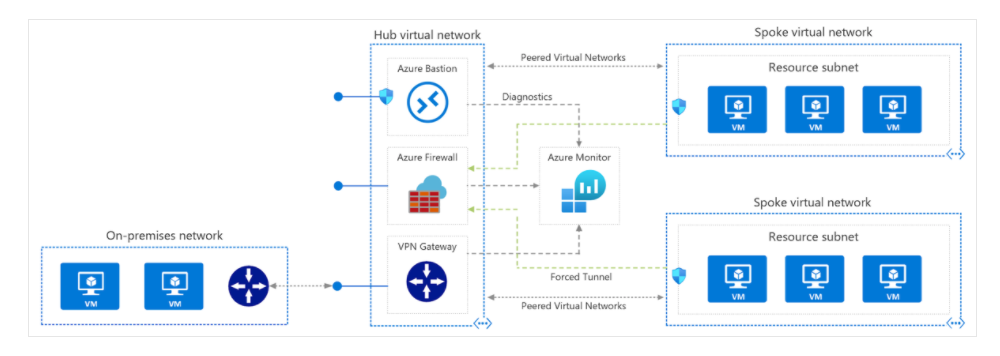 Hub virtual network
Azure Bastion
Azure Firewall
VPN Gateway
Peered Virtual Networks
Diagnostics
Azure Monitor
Forced Tunnel
Peered Virtual Networks
Spoke virtual network
Resource subnet
VM
VM
VM
Spoke virtual network
Resource subnet
VM
VM
VM
On-premises network
VM
VM